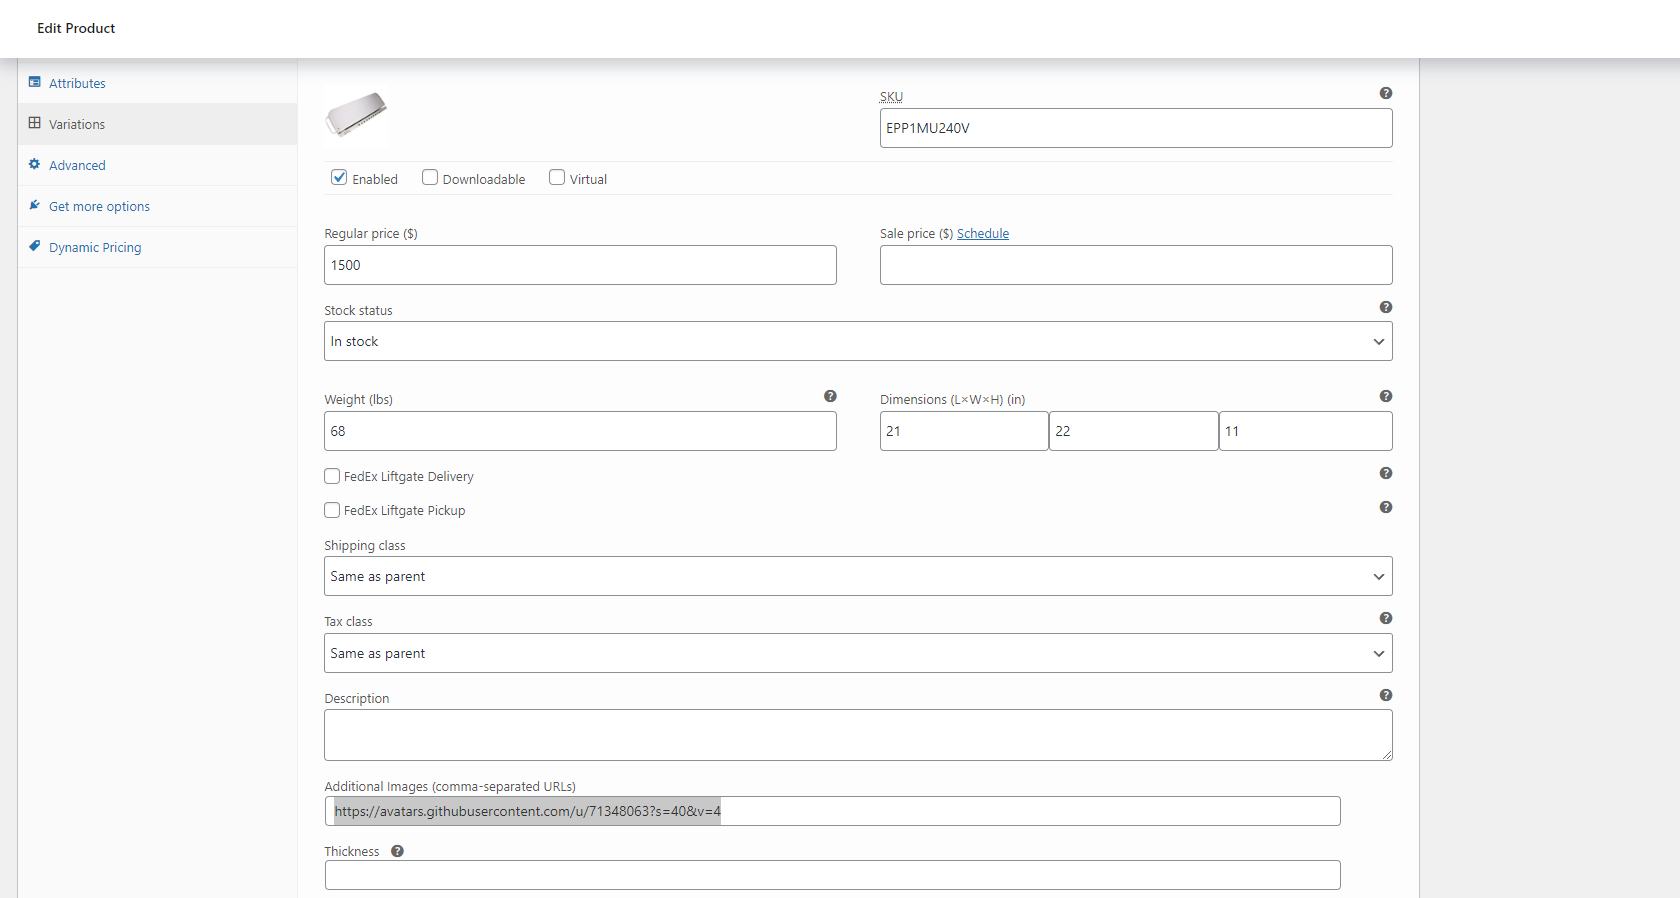 Edit Product
Attributes
Variations
Advanced
Get more options
Dynamic Pricing
SKU
EPP1MU240V
Enabled Downloadable Virtual
Regular price ($) Sale price ($) Schedule
1500
Stock status
In stock
Weight (lbs) Dimensions (L×W×H) (in)
68 21 22 11
FedEx Liftgate Delivery
FedEx Liftgate Pickup
Shipping class
Same as parent
Tax class
Same as parent
Description
Additional Images (comma-separated URLs)
https://avatars.githubusercontent.com/u/71348063?s=40&v=4
Thickness